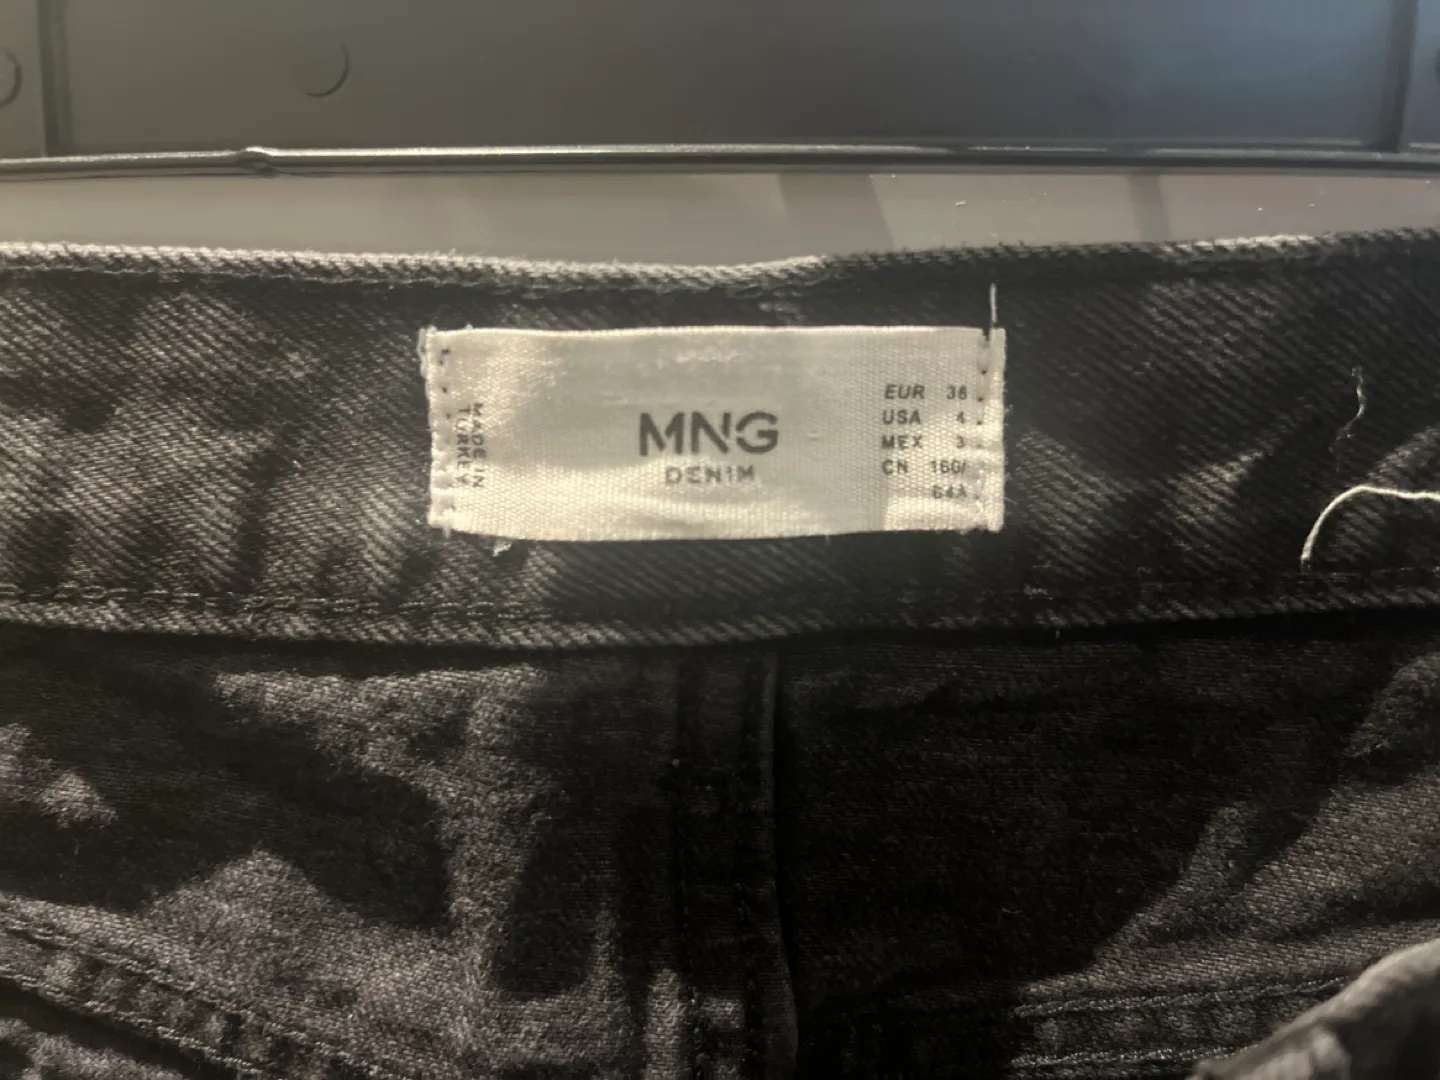 MADE IN
TURKEY
MNG
DENIM
EUR 36
USA 4
MEX 3
CN 160/
64A